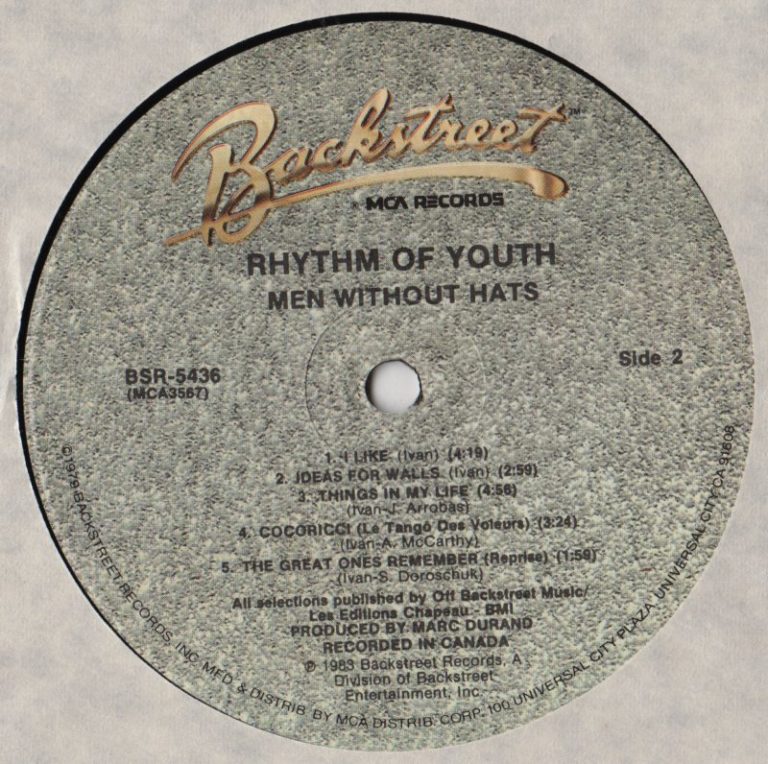 Backstreet™
MCA RECORDS
RHYTHM OF YOUTH
MEN WITHOUT HATS
BSR-5436
(MCA3567)
Side 2
1. I LIKE (Ivan) (4:19)
2. IDEAS FOR WALLS (Ivan) (2:59)
3. THINGS IN MY LIFE (4:56)
(Ivan-J. Arrobas)
4. COCORICCI (Le Tango Des Voleurs) (3:24)
(Ivan-A. McCarthy)
5. THE GREAT ONES REMEMBER (Reprise) (1:59)
(Ivan-S. Doroschuk)
All selections published by Off Backstreet Music/
Les Editions Chapeau - BMI
PRODUCED BY MARC DURAND
RECORDED IN CANADA
℗ 1983 Backstreet Records, A
Division of Backstreet
Entertainment, Inc.
©1979 BACKSTREET RECORDS, INC. MFD. & DISTRIB. BY MCA DISTRIB. CORP. 100 UNIVERSAL CITY PLAZA, UNIVERSAL CITY, CA 91608